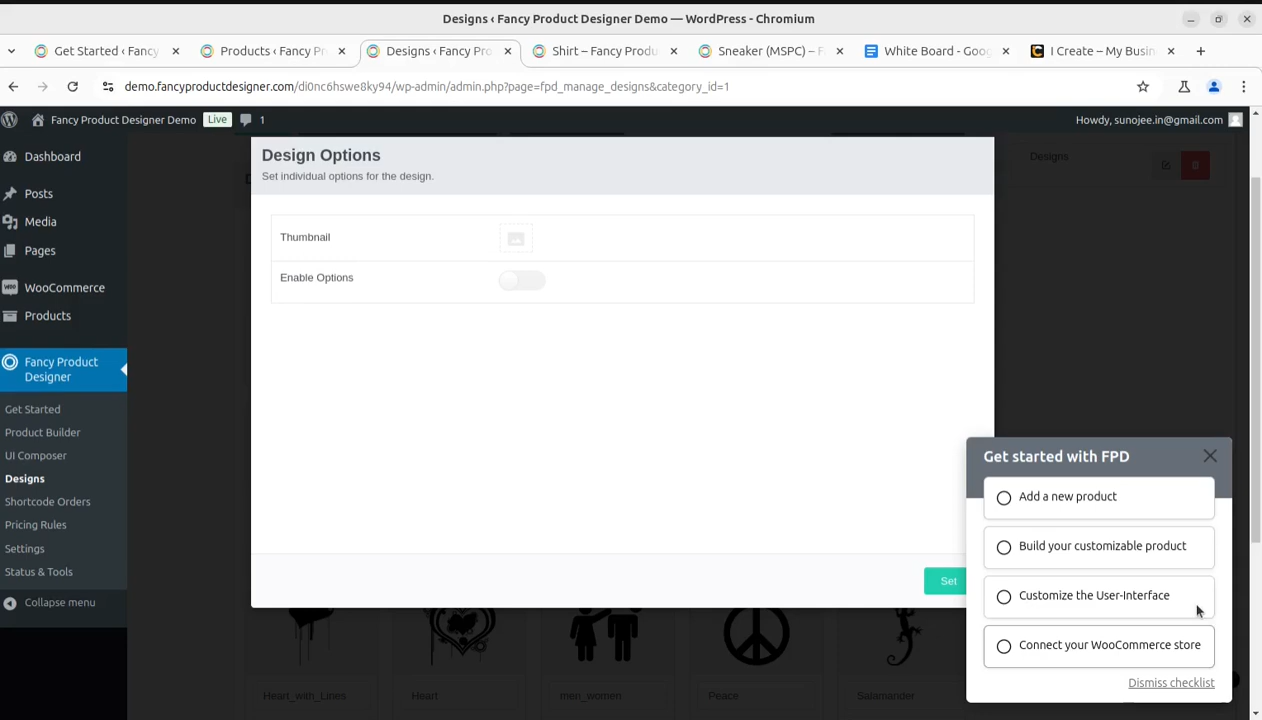 Designs ‹ Fancy Product Designer Demo — WordPress - Chromium
Get Started ‹ Fancy
Products ‹ Fancy Pr
Designs ‹ Fancy Pro
Shirt – Fancy Produ
Sneaker (MSPC) – F
White Board - Goog
I Create – My Busin
demo.fancyproductdesigner.com/di0nc6hswe8ky94/wp-admin/admin.php?page=fpd_manage_designs&category_id=1
Fancy Product Designer Demo Live 1
Howdy, sunojee.in@gmail.com
Dashboard
Posts
Media
Pages
WooCommerce
Products
Fancy Product
Designer
Get Started
Product Builder
UI Composer
Designs
Shortcode Orders
Pricing Rules
Settings
Status & Tools
Collapse menu
Design Options
Set individual options for the design.
Thumbnail
Enable Options
Set
Designs
Heart_with_Lines
Heart
men_women
Peace
Salamander
Get started with FPD
Add a new product
Build your customizable product
Customize the User-Interface
Connect your WooCommerce store
Dismiss checklist